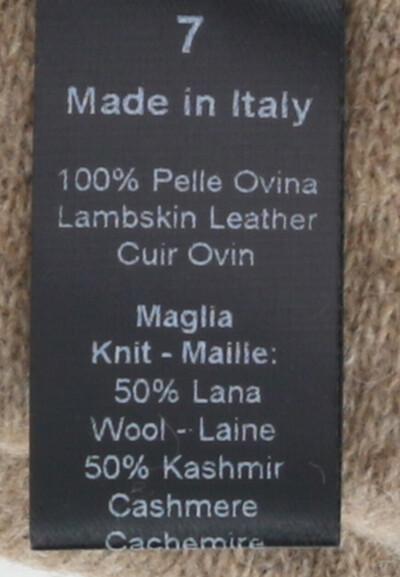 7
Made in Italy
100% Pelle Ovina
Lambskin Leather
Cuir Ovin
Maglia
Knit - Maille:
50% Lana
Wool - Laine
50% Kashmir
Cashmere
Cachemire